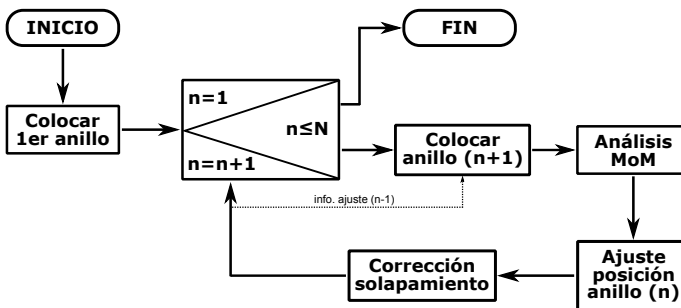 INICIO
FIN
Colocar
1er anillo
n=1
n≤N
n=n+1
Colocar
anillo (n+1)
Análisis
MoM
info. ajuste (n-1)
Corrección
solapamiento
Ajuste
posición
anillo (n)